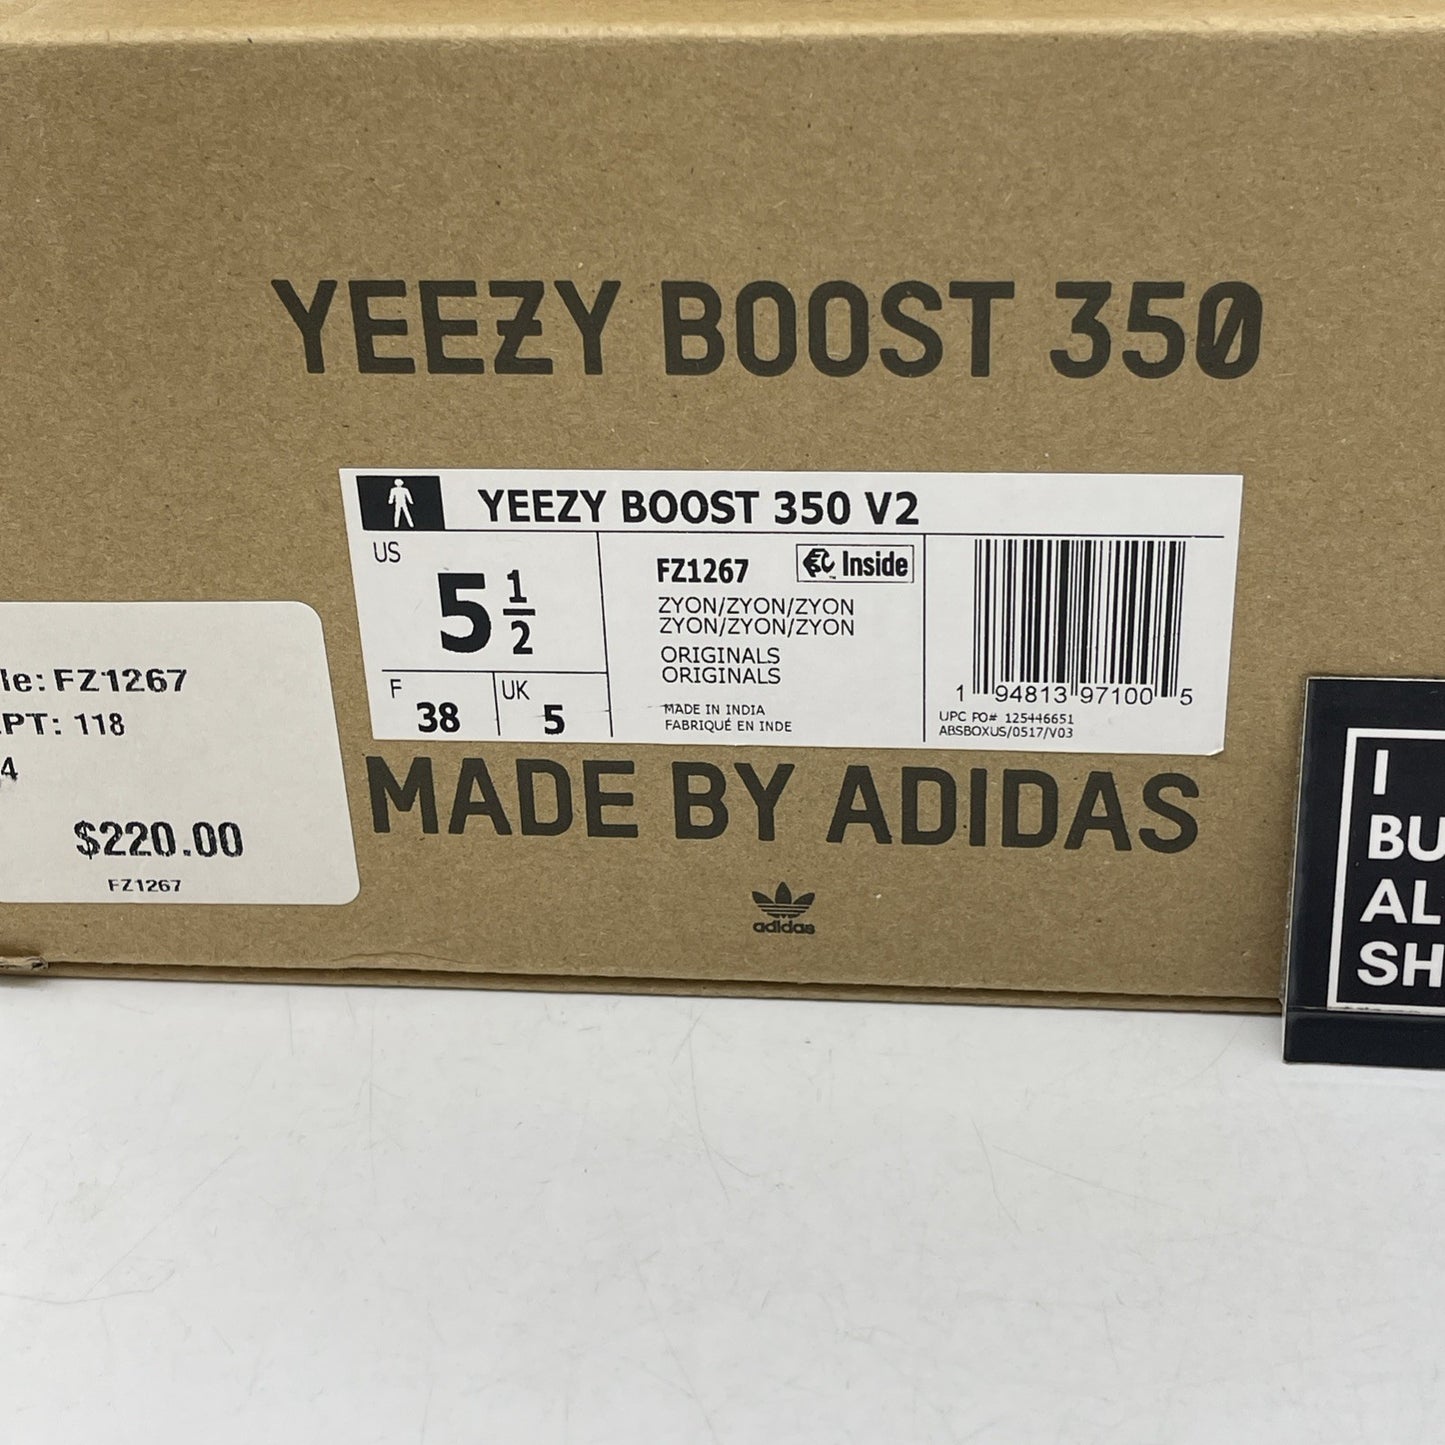 YEEZY BOOST 350
YEEZY BOOST 350 V2
US
5 1/2
F
38
UK
5
FZ1267
Inside
ZYON/ZYON/ZYON
ZYON/ZYON/ZYON
ORIGINALS
ORIGINALS
MADE IN INDIA
FABRIQUÉ EN INDE
1 94813 97100 5
UPC PO# 125446651
ABSBOXUS/0517/V03
le: FZ1267
PT: 118
4
$220.00
FZ1267
MADE BY ADIDAS
adidas
I
BU
AL
SH